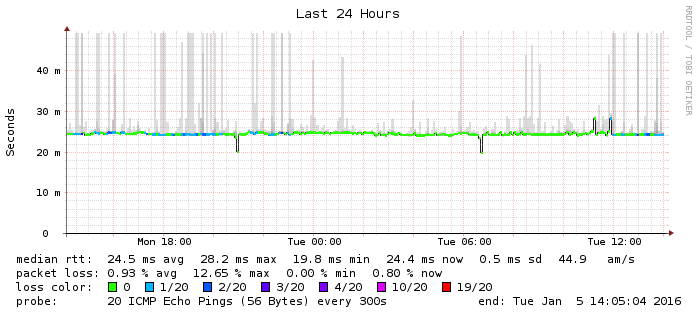 Last 24 Hours
RRDTOOL / TOBI OETIKER
Seconds
40 m
30 m
20 m
10 m
0
Mon 18:00 Tue 00:00 Tue 06:00 Tue 12:00
median rtt: 24.5 ms avg 28.2 ms max 19.8 ms min 24.4 ms now 0.5 ms sd 44.9 am/s
packet loss: 0.93 % avg 12.65 % max 0.00 % min 0.80 % now
loss color: 0 1/20 2/20 3/20 4/20 10/20 19/20
probe: 20 ICMP Echo Pings (56 Bytes) every 300s end: Tue Jan 5 14:05:04 2016